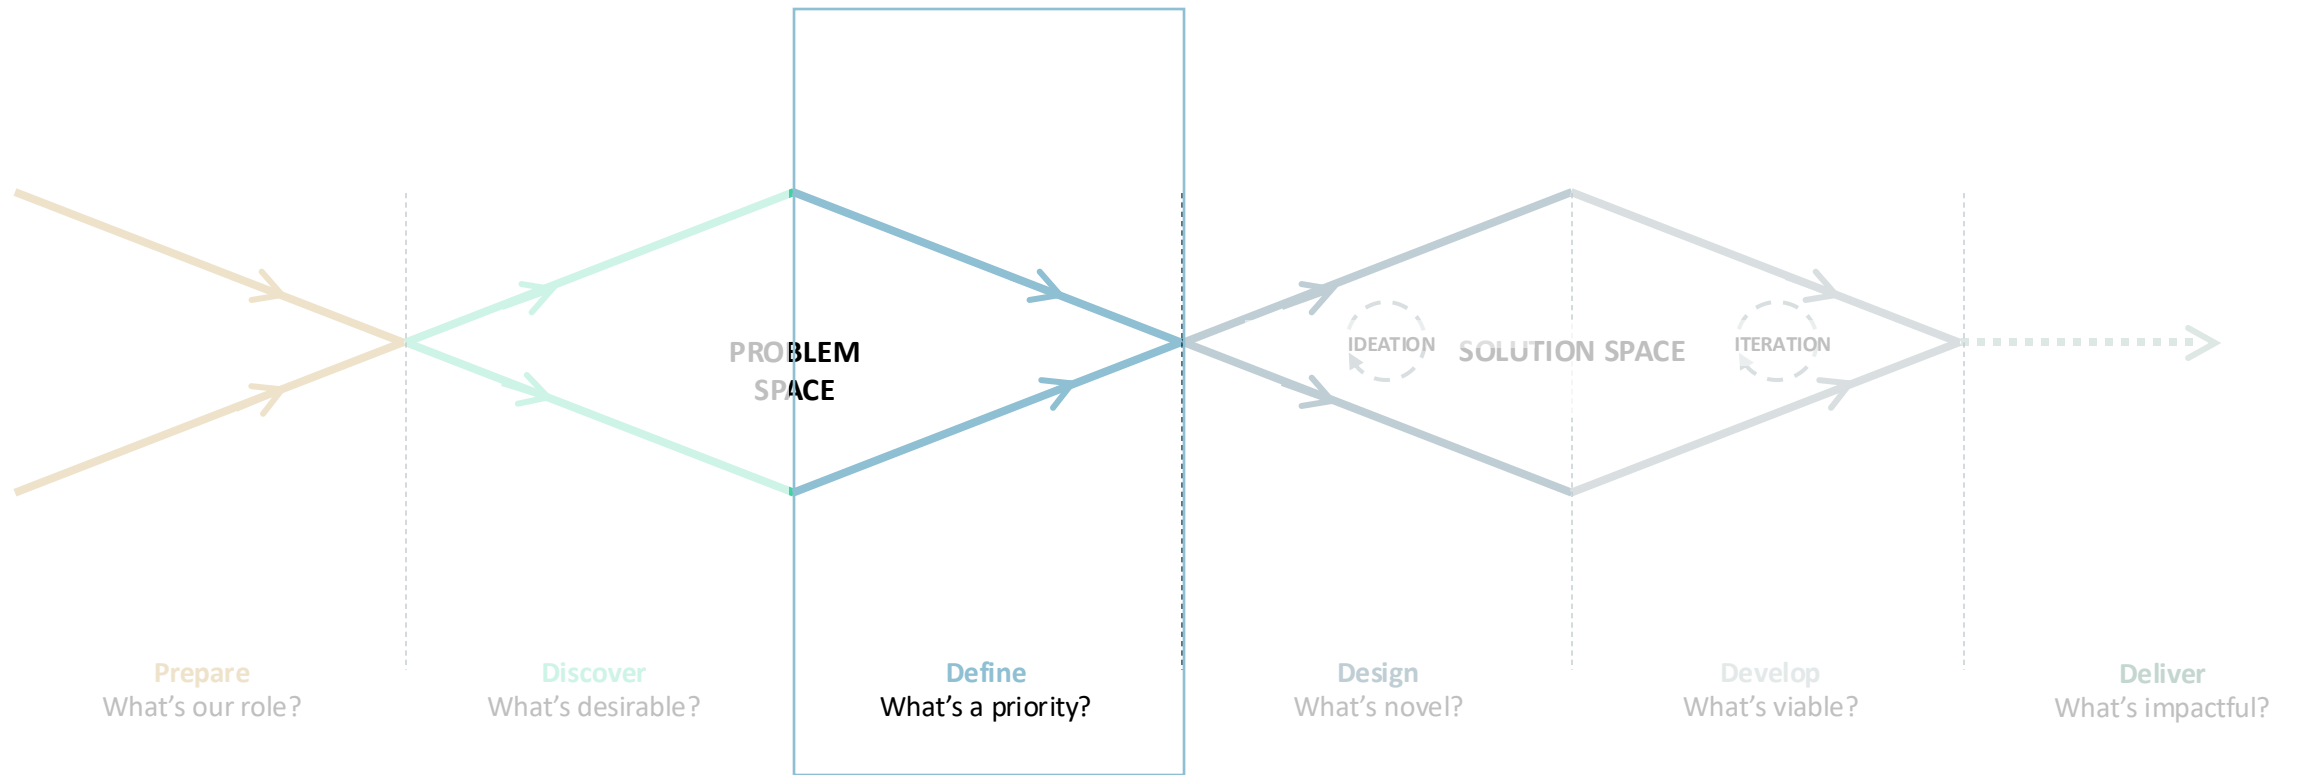 PROBLEM
SPACE
IDEATION
SOLUTION SPACE
ITERATION
Prepare
What's our role?
Discover
What's desirable?
Define
What's a priority?
Design
What's novel?
Develop
What's viable?
Deliver
What's impactful?